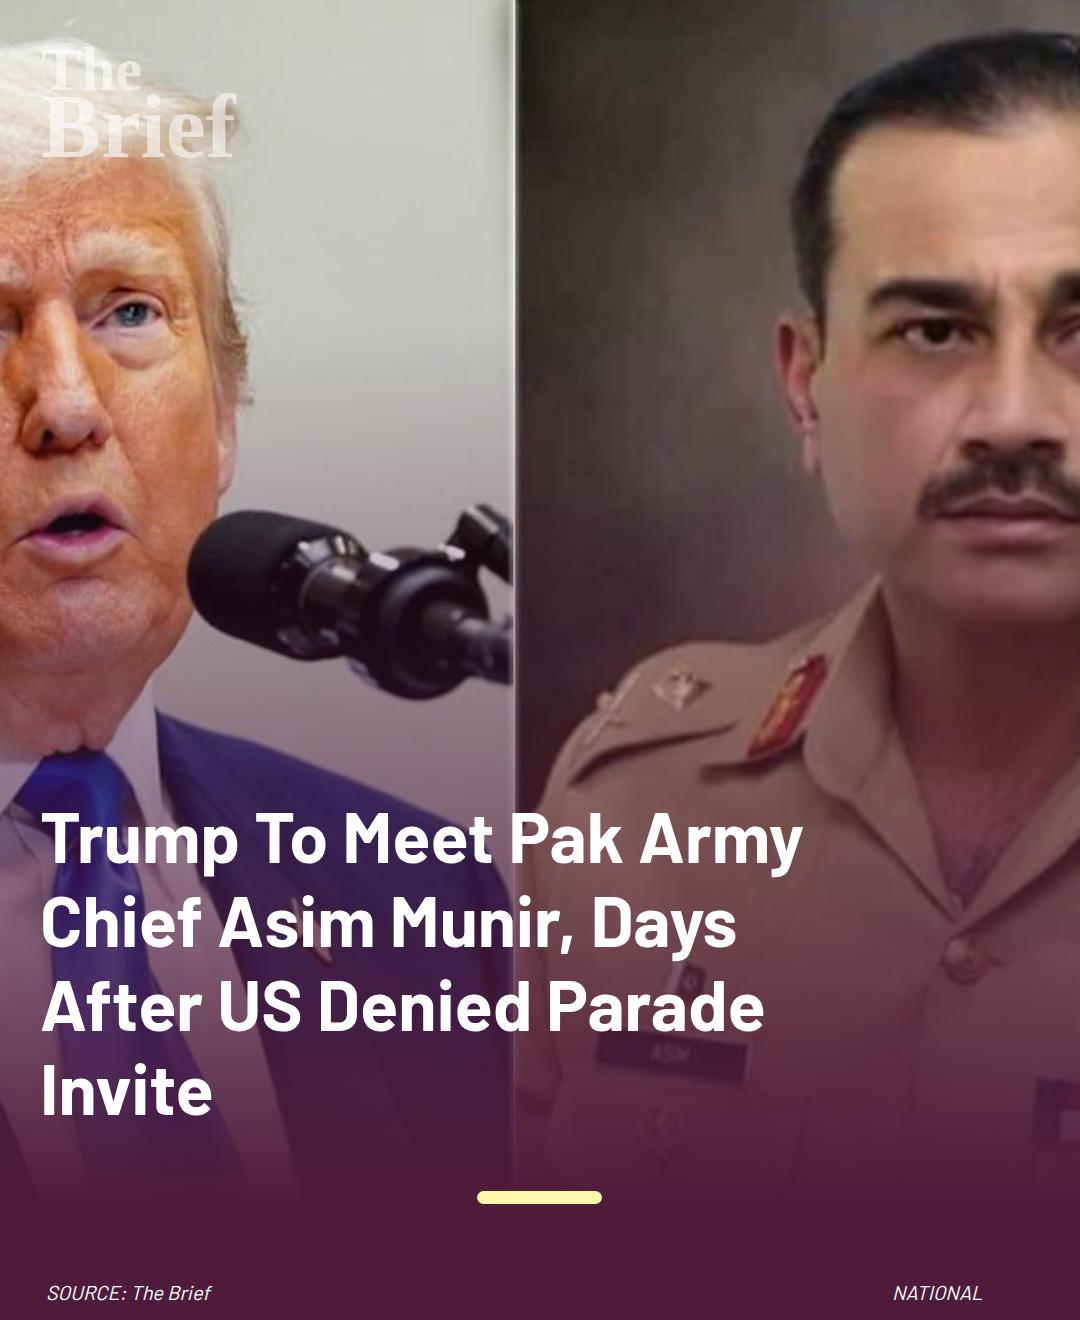 The
Brief
Trump To Meet Pak Army
Chief Asim Munir, Days
After US Denied Parade
Invite
ASIM
SOURCE: The Brief
NATIONAL